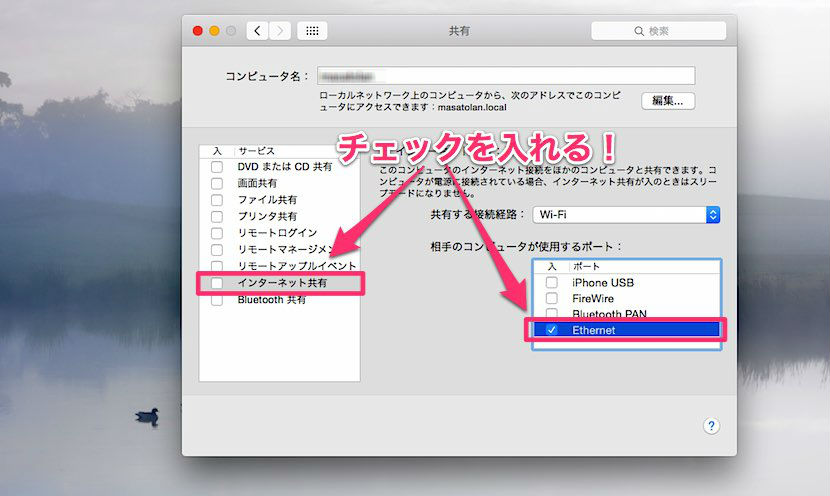 共有
検索
コンピュータ名：
ローカルネットワーク上のコンピュータから、次のアドレスでこのコンピ
ュータにアクセスできます：masatolan.local
編集...
チェックを入れる！
入 サービス
DVD または CD 共有
画面共有
ファイル共有
プリンタ共有
リモートログイン
リモートマネージメン
リモートアップルイベント
インターネット共有
Bluetooth 共有
このコンピュータのインターネット接続をほかのコンピュータと共有できます。コ
ンピュータが電源に接続されている場合、インターネット共有が入のときはスリー
プモードになりません。
共有する接続経路： Wi-Fi
相手のコンピュータが使用するポート：
入 ポート
iPhone USB
FireWire
Bluetooth PAN
Ethernet
?